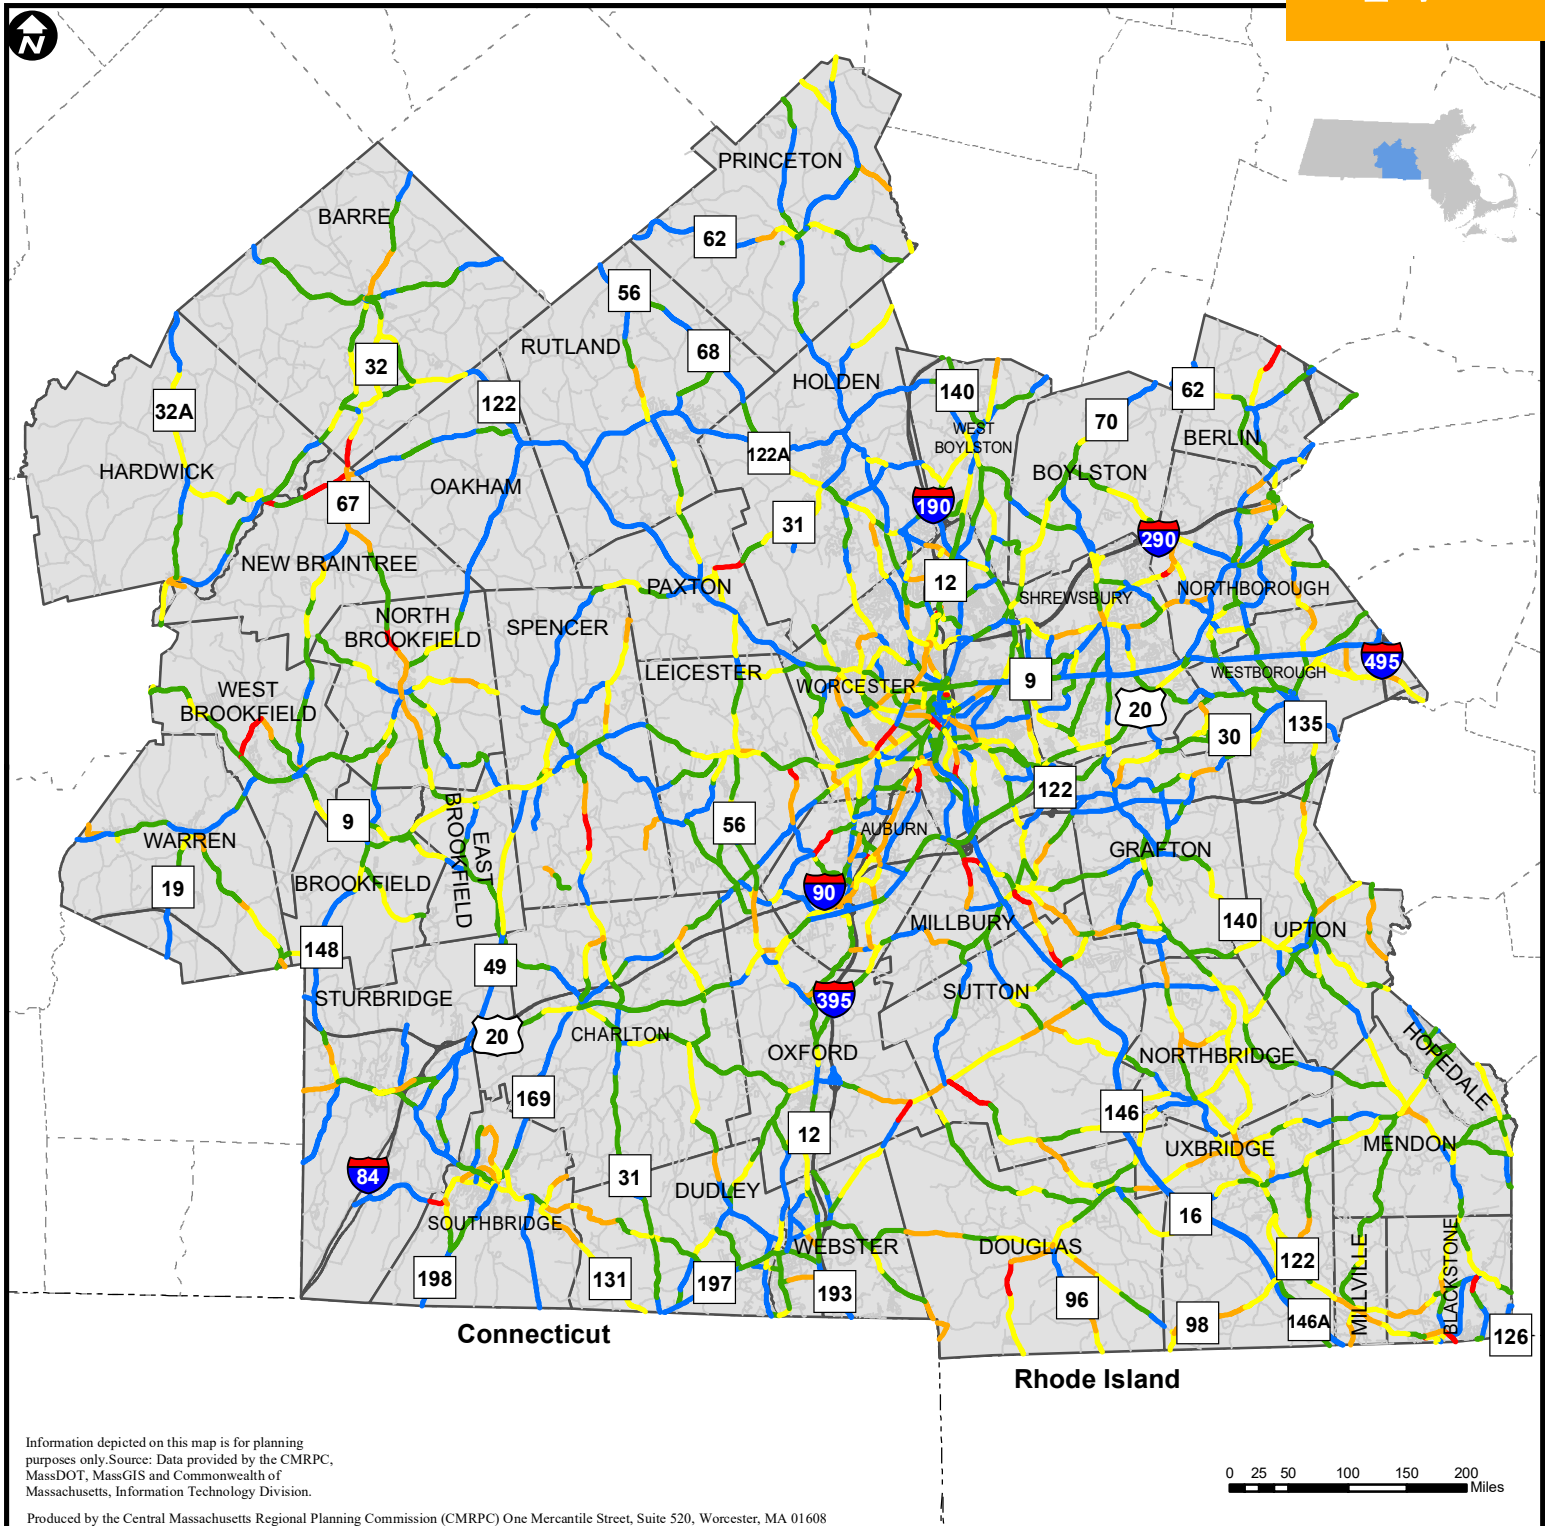 N
PRINCETON
BARRE
62
56
RUTLAND
68
32
HOLDEN
32A
122
140
62
70
WEST
BOYLSTON
BERLIN
122A
BOYLSTON
HARDWICK
OAKHAM
67
190
31
290
NEW BRAINTREE
PAXTON
12
NORTHBOROUGH
SHREWSBURY
NORTH
BROOKFIELD
SPENCER
495
LEICESTER
WORCESTER
9
WESTBOROUGH
WEST
BROOKFIELD
20
135
30
122
9
56
AUBURN
WARREN
EAST
BROOKFIELD
GRAFTON
19
BROOKFIELD
90
MILLBURY
140
UPTON
148
49
STURBRIDGE
395
SUTTON
20
CHARLTON
OXFORD
NORTHBRIDGE
HOPEDALE
169
146
12
UXBRIDGE
MENDON
84
31
DUDLEY
SOUTHBRIDGE
16
WEBSTER
DOUGLAS
122
MILLVILLE
BLACKSTONE
198
131
197
193
96
98
146A
126
Connecticut
Rhode Island
Information depicted on this map is for planning
purposes only.Source: Data provided by the CMRPC,
MassDOT, MassGIS and Commonwealth of
Massachusetts, Information Technology Division.
0 25 50 100 150 200
Miles
Produced by the Central Massachusetts Regional Planning Commission (CMRPC) One Mercantile Street, Suite 520, Worcester, MA 01608